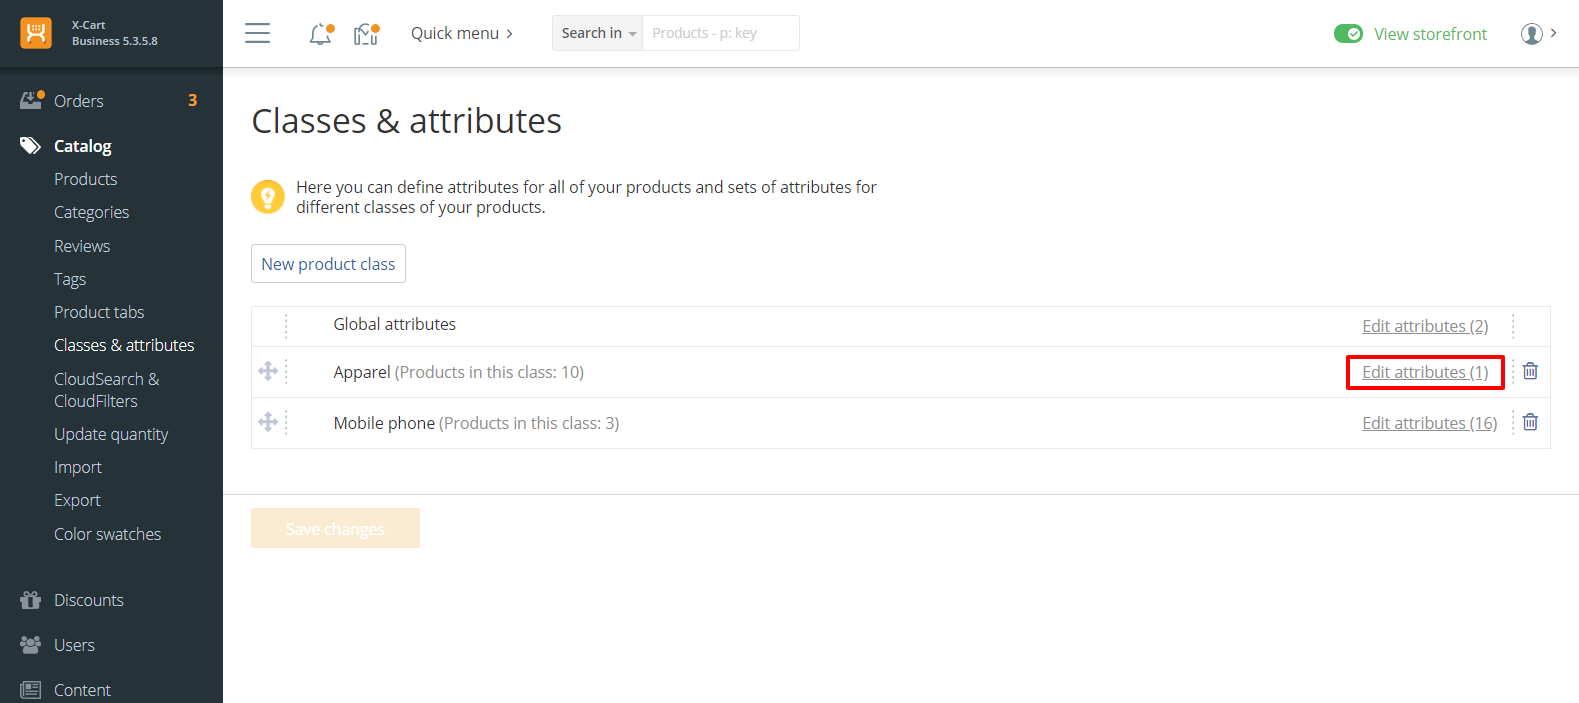 X-Cart
Business 5.3.5.8
Quick menu
Search in
Products - p: key
View storefront
Orders 3
Catalog
Products
Categories
Reviews
Tags
Product tabs
Classes & attributes
CloudSearch &
CloudFilters
Update quantity
Import
Export
Color swatches
Discounts
Users
Content
Classes & attributes
Here you can define attributes for all of your products and sets of attributes for
different classes of your products.
New product class
Global attributes Edit attributes (2)
Apparel (Products in this class: 10) Edit attributes (1)
Mobile phone (Products in this class: 3) Edit attributes (16)
Save changes